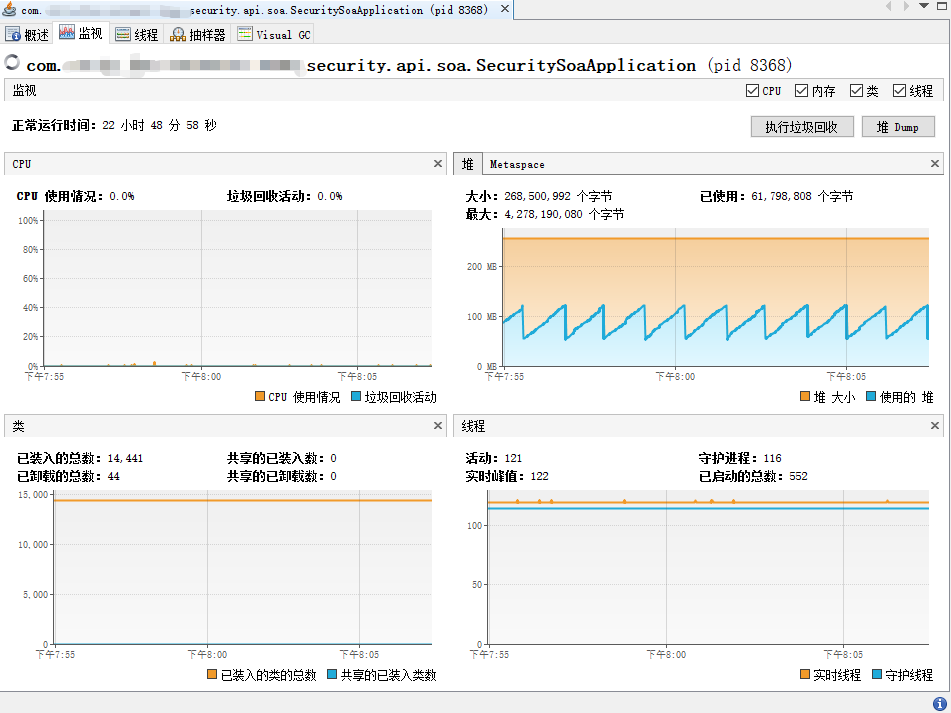 com. security.api.soa.SecuritySoaApplication (pid 8368)
概述 监视 线程 抽样器 Visual GC
com. security.api.soa.SecuritySoaApplication (pid 8368)
监视 CPU 内存 类 线程
正常运行时间: 22 小时 48 分 58 秒
执行垃圾回收 堆 Dump
CPU
CPU 使用情况: 0.0% 垃圾回收活动: 0.0%
100%
80%
60%
40%
20%
0%
下午7:55 下午8:00 下午8:05
CPU 使用情况 垃圾回收活动
堆 Metaspace
大小: 268,500,992 个字节 已使用: 61,798,808 个字节
最大: 4,278,190,080 个字节
200 MB
100 MB
0 MB
下午7:55 下午8:00 下午8:05
堆 大小 使用的 堆
类
已装入的总数: 14,441 共享的已装入数: 0
已卸载的总数: 44 共享的已卸载数: 0
15,000
10,000
5,000
0
下午7:55 下午8:00 下午8:05
已装入的类的总数 共享的已装入类数
线程
活动: 121 守护进程: 116
实时峰值: 122 已启动的总数: 552
100
50
0
下午7:55 下午8:00 下午8:05
实时线程 守护线程